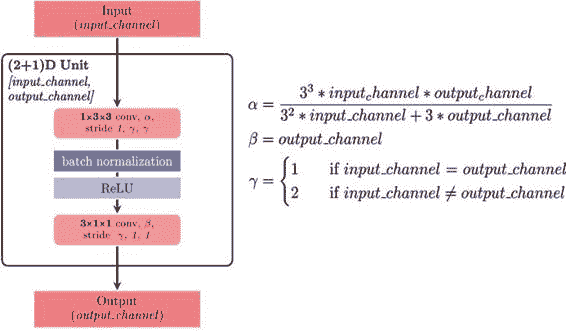 Input
(input_channel)
(2+1)D Unit
[input_channel,
output_channel]
1×3×3 conv, α,
stride 1, γ, γ
batch normalization
ReLU
3×1×1 conv, β,
stride γ, 1, 1
Output
(output_channel)
α = 3³ * input_channel * output_channel
3² * input_channel + 3 * output_channel
β = output_channel
γ = { 1 if input_channel = output_channel
2 if input_channel ≠ output_channel